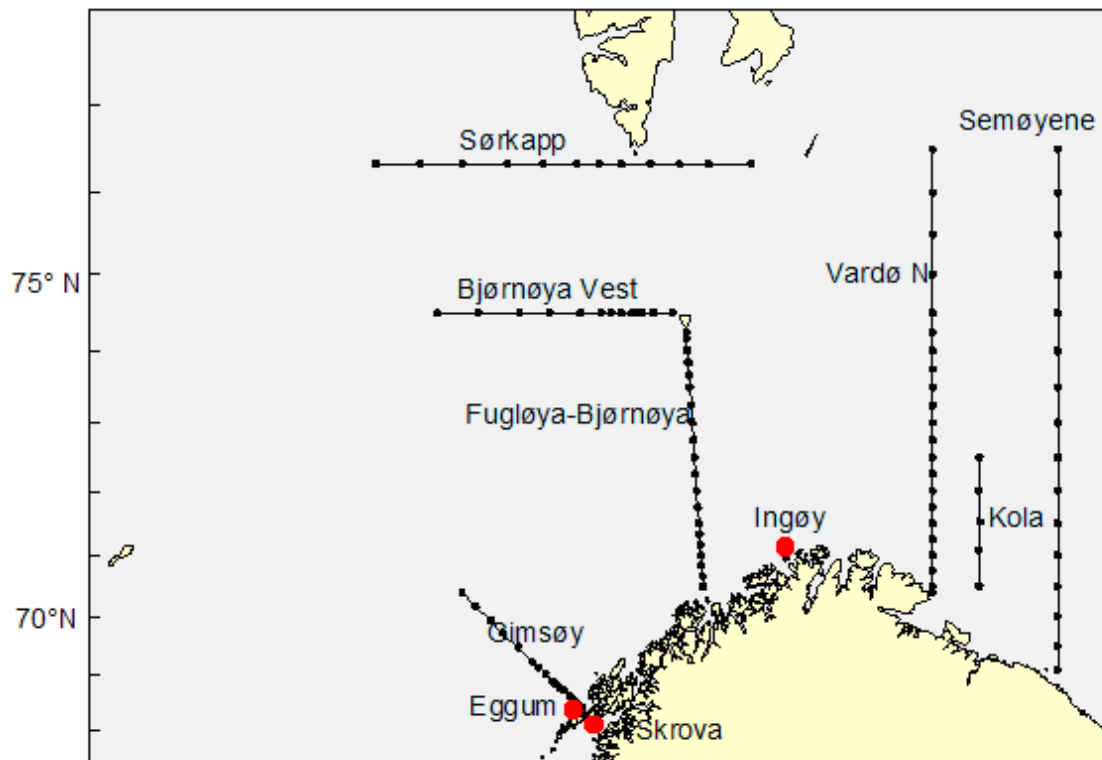 Semøyene
Sørkapp
Vardø N
75° N
Bjørnøya Vest
Fugløya-Bjørnøya
Ingøy
Kola
70°N
Gimsøy
Eggum
Skrova